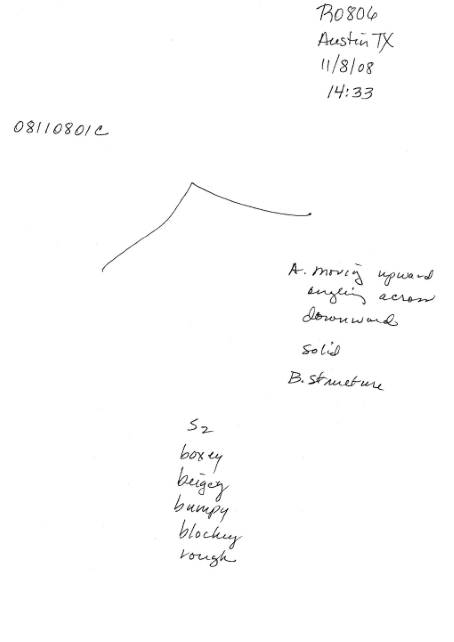 R0806
Austin TX
11/8/08
14:33
08110801C
A. moving upward
angling across
downward
solid
B. structure
S2
boxey
beigey
bumpy
blockey
rough